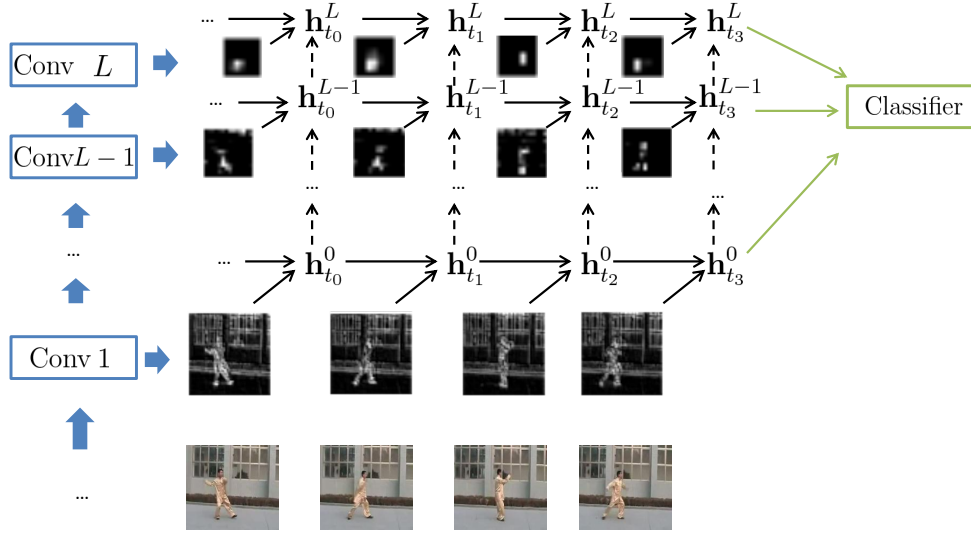 ... h^L_{t_0} h^L_{t_1} h^L_{t_2} h^L_{t_3}
Conv L
... h^{L-1}_{t_0} h^{L-1}_{t_1} h^{L-1}_{t_2} h^{L-1}_{t_3}
Classifier
Conv L − 1
... ... ... ...
... ... h^0_{t_0} h^0_{t_1} h^0_{t_2} h^0_{t_3}
Conv 1
...